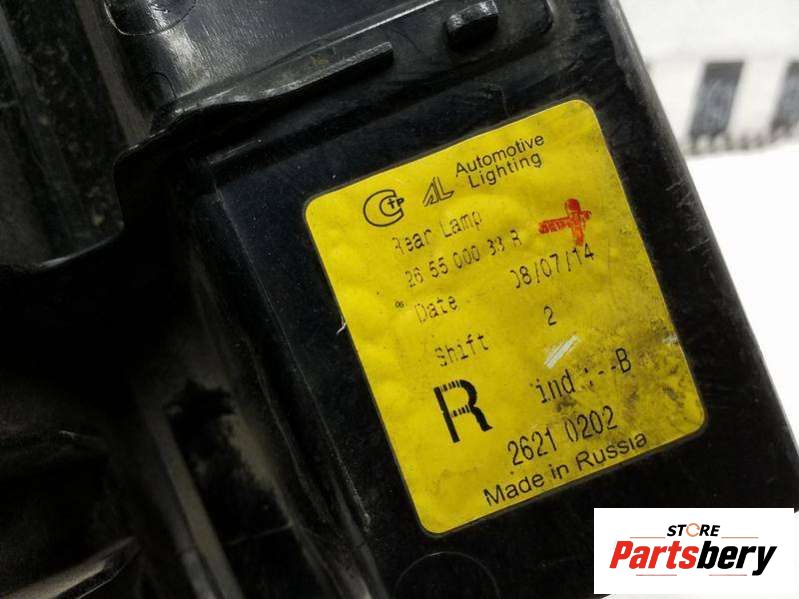 Automotive
Lighting
Rear Lamp
26 55 000 33 R
Date 08/07/14
Shift 2
R ind :--B
2621 0202
Made in Russia
STORE
Partsbery